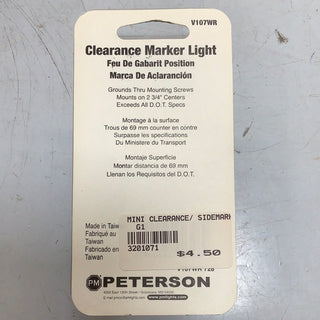 V107WR
Clearance Marker Light
Feu De Gabarit Position
Marca De Aclaranción
Grounds Thru Mounting Screws
Mounts on 2 3/4" Centers
Exceeds All D.O.T. Specs
Montage à la surface
Trous de 69 mm counter en contre
Surpasse les spécifications
Du Ministere du Transport
Montaje Superficie
Montar distancia de 69 mm
Llenan los Requisitos del D.O.T.
Made in Taiw
Fabriqué au
Taiwan
Fabricado en
Taiwan
MINI CLEARANCE/ SIDEMARK
G1
3201071
$4.50
PM PETERSON